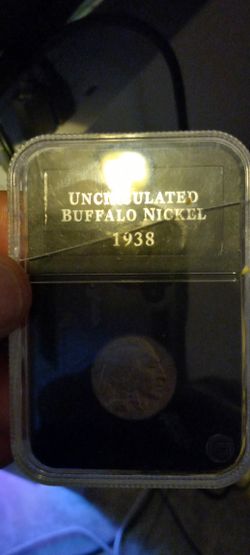 UNCIRCULATED
BUFFALO NICKEL
1938